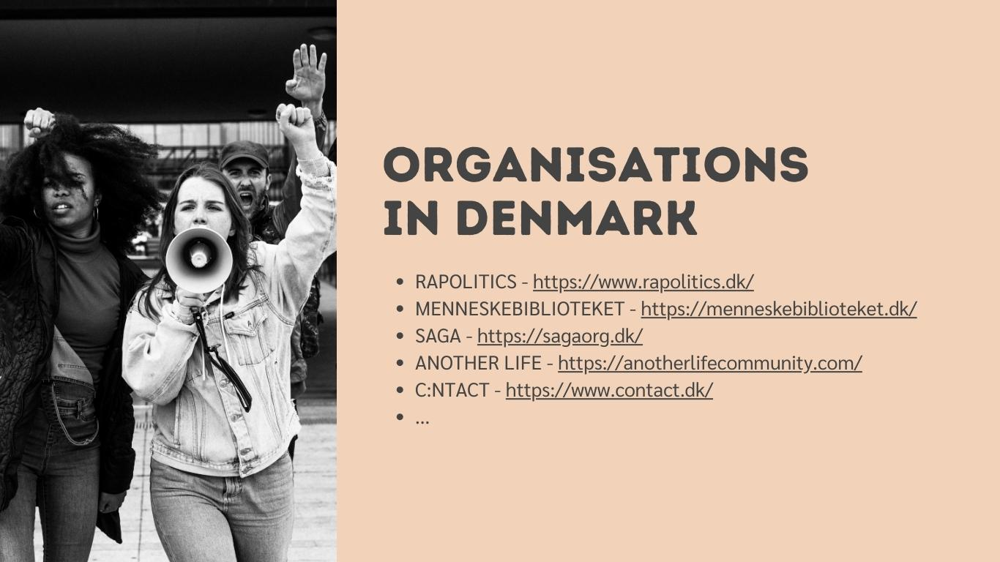 ORGANISATIONS
IN DENMARK
• RAPOLITICS - https://www.rapolitics.dk/
• MENNESKEBIBLIOTEKET - https://menneskebiblioteket.dk/
• SAGA - https://sagaorg.dk/
• ANOTHER LIFE - https://anotherlifecommunity.com/
• C:NTACT - https://www.contact.dk/
• ...